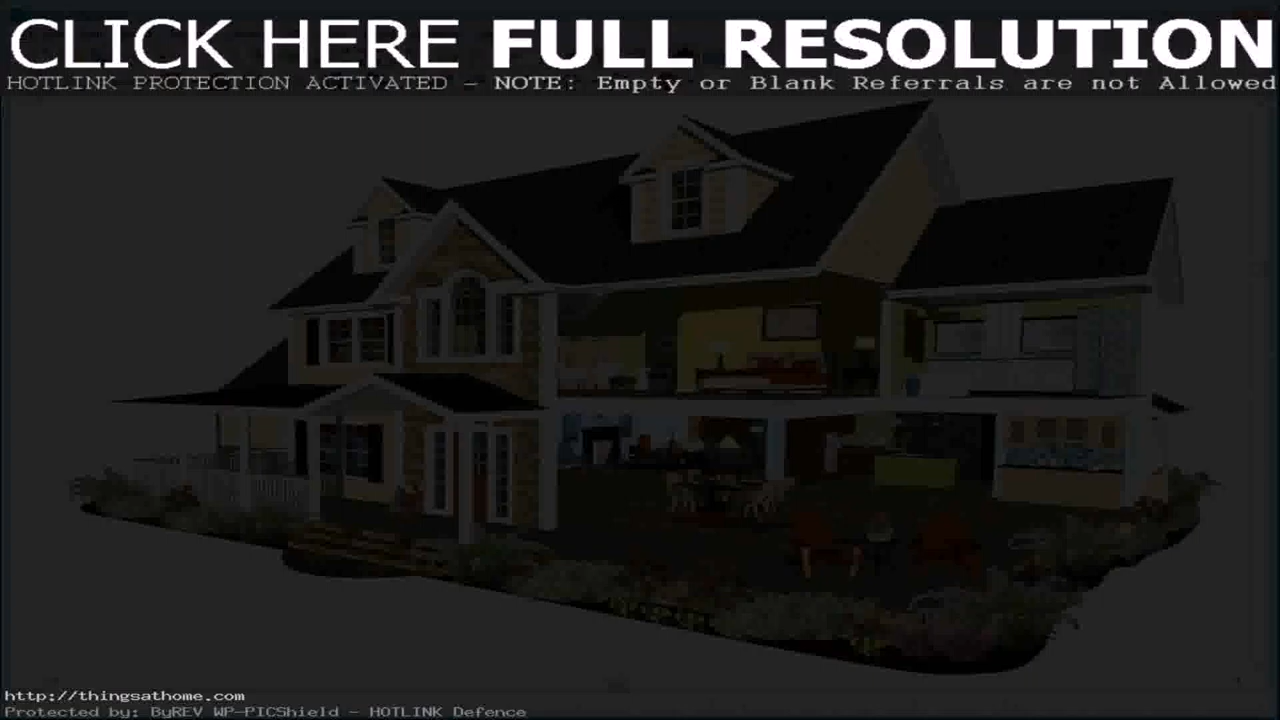 CLICK HERE FULL RESOLUTION
HOTLINK PROTECTION ACTIVATED - NOTE: Empty or Blank Referrals are not Allowed
http://thingsathome.com
Protected by: ByREV WP-PICShield - HOTLINK Defence